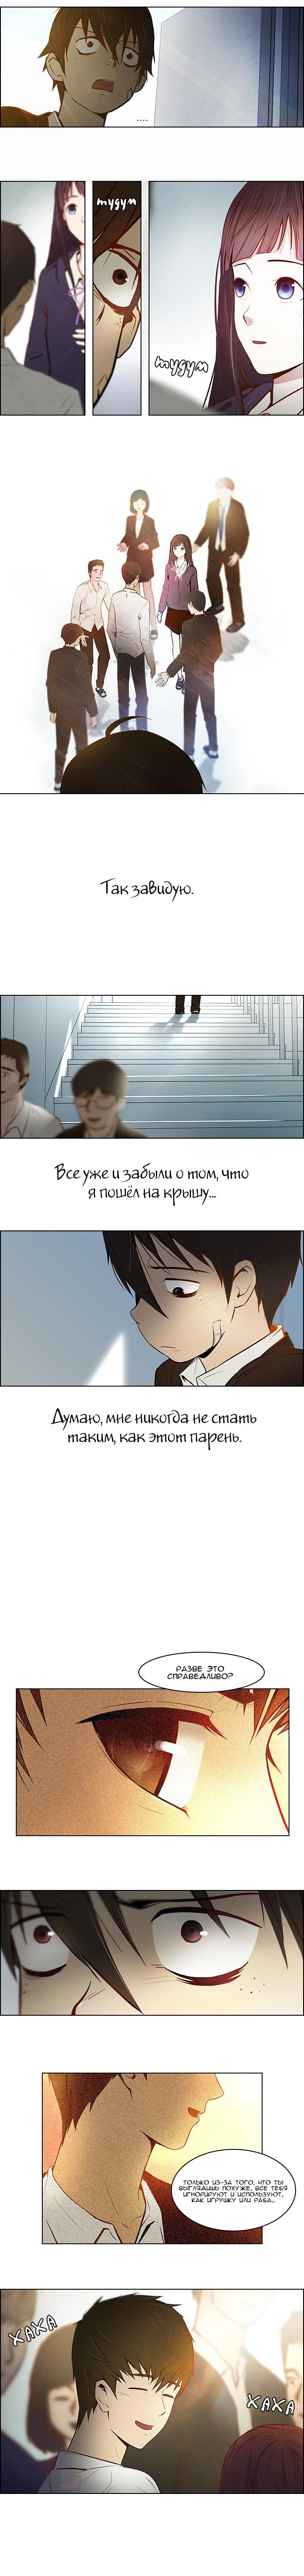 ....
тудум
тудум
Так завидую.
Все уже и забыли о том, что
я пошёл на крышу...
Думаю, мне никогда не стать
таким, как этот парень.
РАЗВЕ ЭТО
СПРАВЕДЛИВО?
ТОЛЬКО ИЗ-ЗА ТОГО, ЧТО ТЫ
ВЫГЛЯДИШЬ ПОХУЖЕ, ВСЕ ТЕБЯ
ИГНОРИРУЮТ И ИСПОЛЬЗУЮТ,
КАК ИГРУШКУ ИЛИ РАБА...
ХАХА
ХАХА